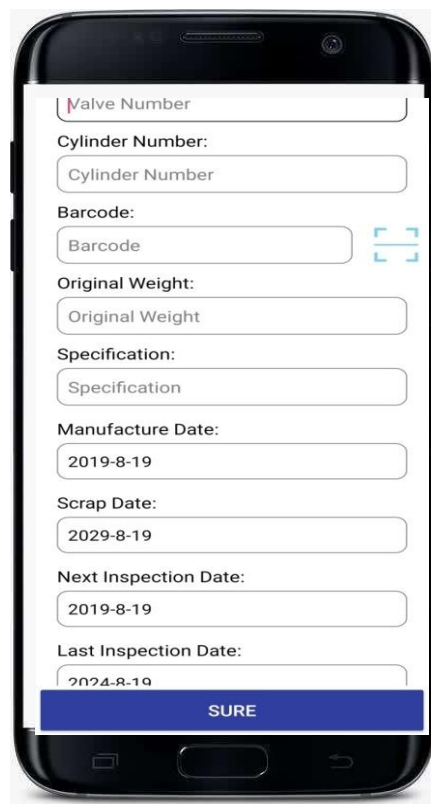 Valve Number
Cylinder Number:
Cylinder Number
Barcode:
Barcode
Original Weight:
Original Weight
Specification:
Specification
Manufacture Date:
2019-8-19
Scrap Date:
2029-8-19
Next Inspection Date:
2019-8-19
Last Inspection Date:
2024-8-19
SURE